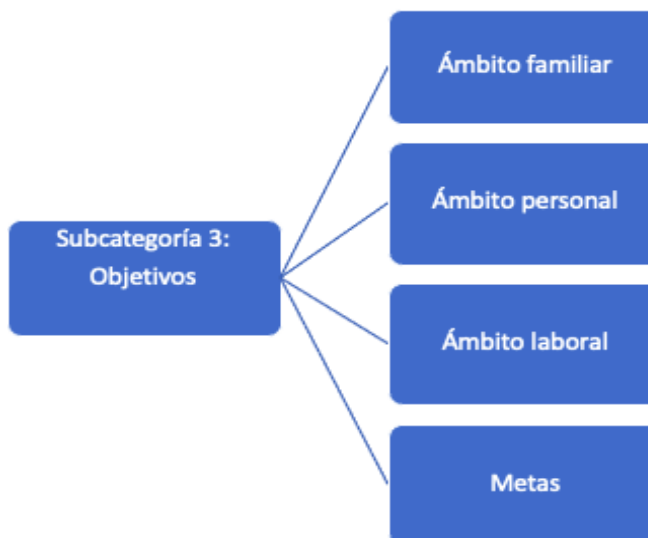 Ámbito familiar
Ámbito personal
Subcategoría 3:
Objetivos
Ámbito laboral
Metas